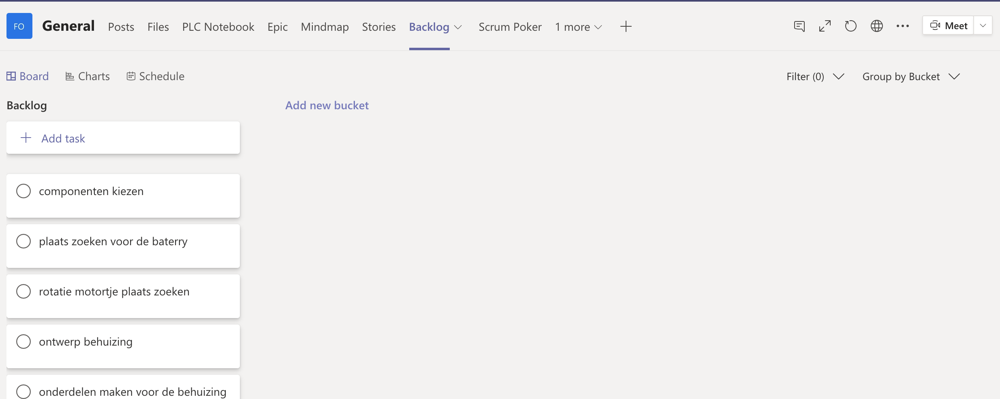 FO General Posts Files PLC Notebook Epic Mindmap Stories Backlog Scrum Poker 1 more Meet
Board Charts Schedule Filter (0) Group by Bucket
Backlog Add new bucket
Add task
componenten kiezen
plaats zoeken voor de baterry
rotatie motortje plaats zoeken
ontwerp behuizing
onderdelen maken voor de behuizing